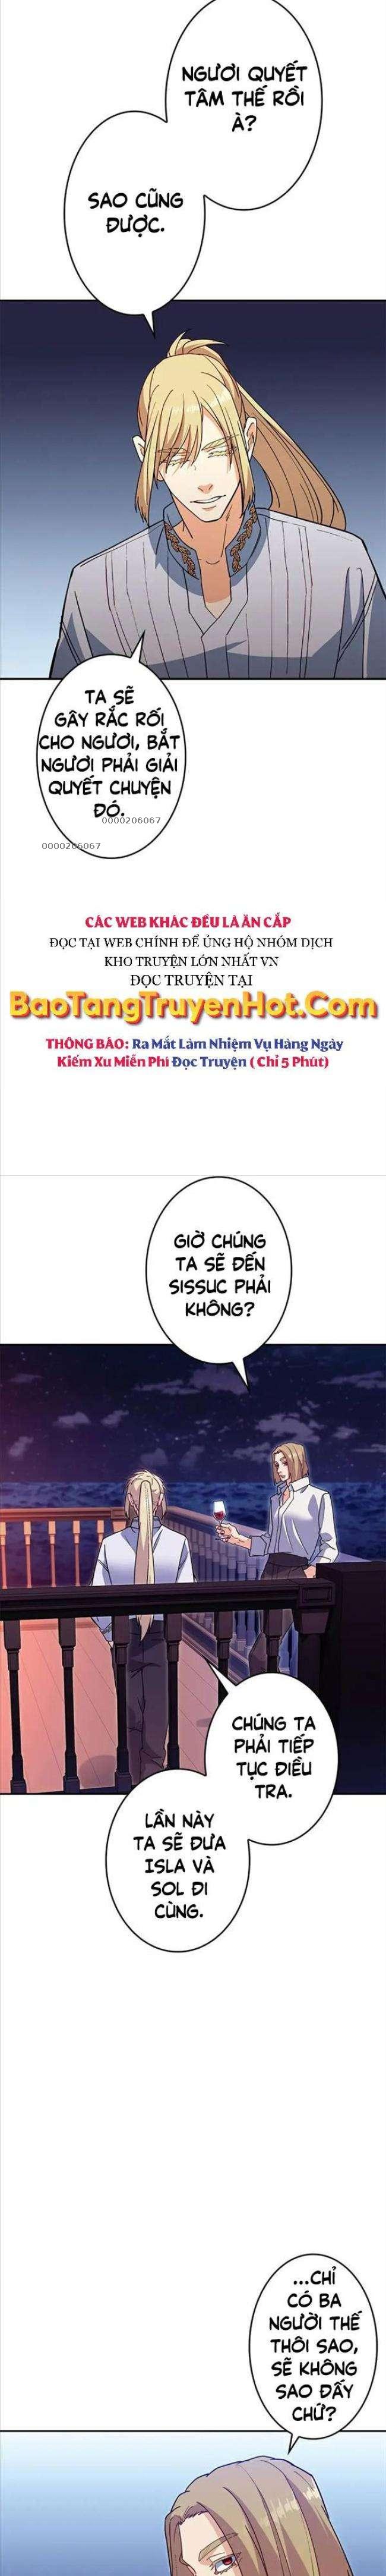 NGƯƠI QUYẾT
TÂM THẾ RỒI
À?
SAO CŨNG
ĐƯỢC.
TA SẼ
GÂY RẮC RỐI
CHO NGƯƠI, BẮT
NGƯƠI PHẢI GIẢI
QUYẾT CHUYỆN
ĐÓ.
0000206067
0000206067
CÁC WEB KHÁC ĐỀU LÀ ĂN CẮP
ĐỌC TẠI WEB CHÍNH ĐỂ ỦNG HỘ NHÓM DỊCH
KHO TRUYỆN LỚN NHẤT VN
ĐỌC TRUYỆN TẠI
BaoTangTruyenHot.Com
THÔNG BÁO: Ra Mắt Làm Nhiệm Vụ Hàng Ngày
Kiếm Xu Miễn Phí Đọc Truyện ( Chỉ 5 Phút)
GIỜ CHÚNG
TA SẼ ĐẾN
SISSUC PHẢI
KHÔNG?
CHÚNG TA
PHẢI TIẾP
TỤC ĐIỀU
TRA.
LẦN NÀY
TA SẼ ĐƯA
ISLA VÀ
SOL ĐI
CÙNG.
...CHỈ
CÓ BA
NGƯỜI THẾ
THÔI SAO,
SẼ KHÔNG
SAO ĐẤY
CHỨ?